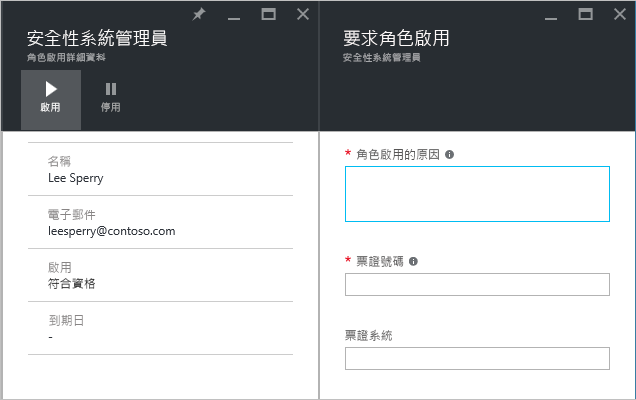 安全性系統管理員
角色啟用詳細資料
啟用
停用
名稱
Lee Sperry
電子郵件
leesperry@contoso.com
啟用
符合資格
到期日
-
要求角色啟用
安全性系統管理員
* 角色啟用的原因
* 票證號碼
票證系統